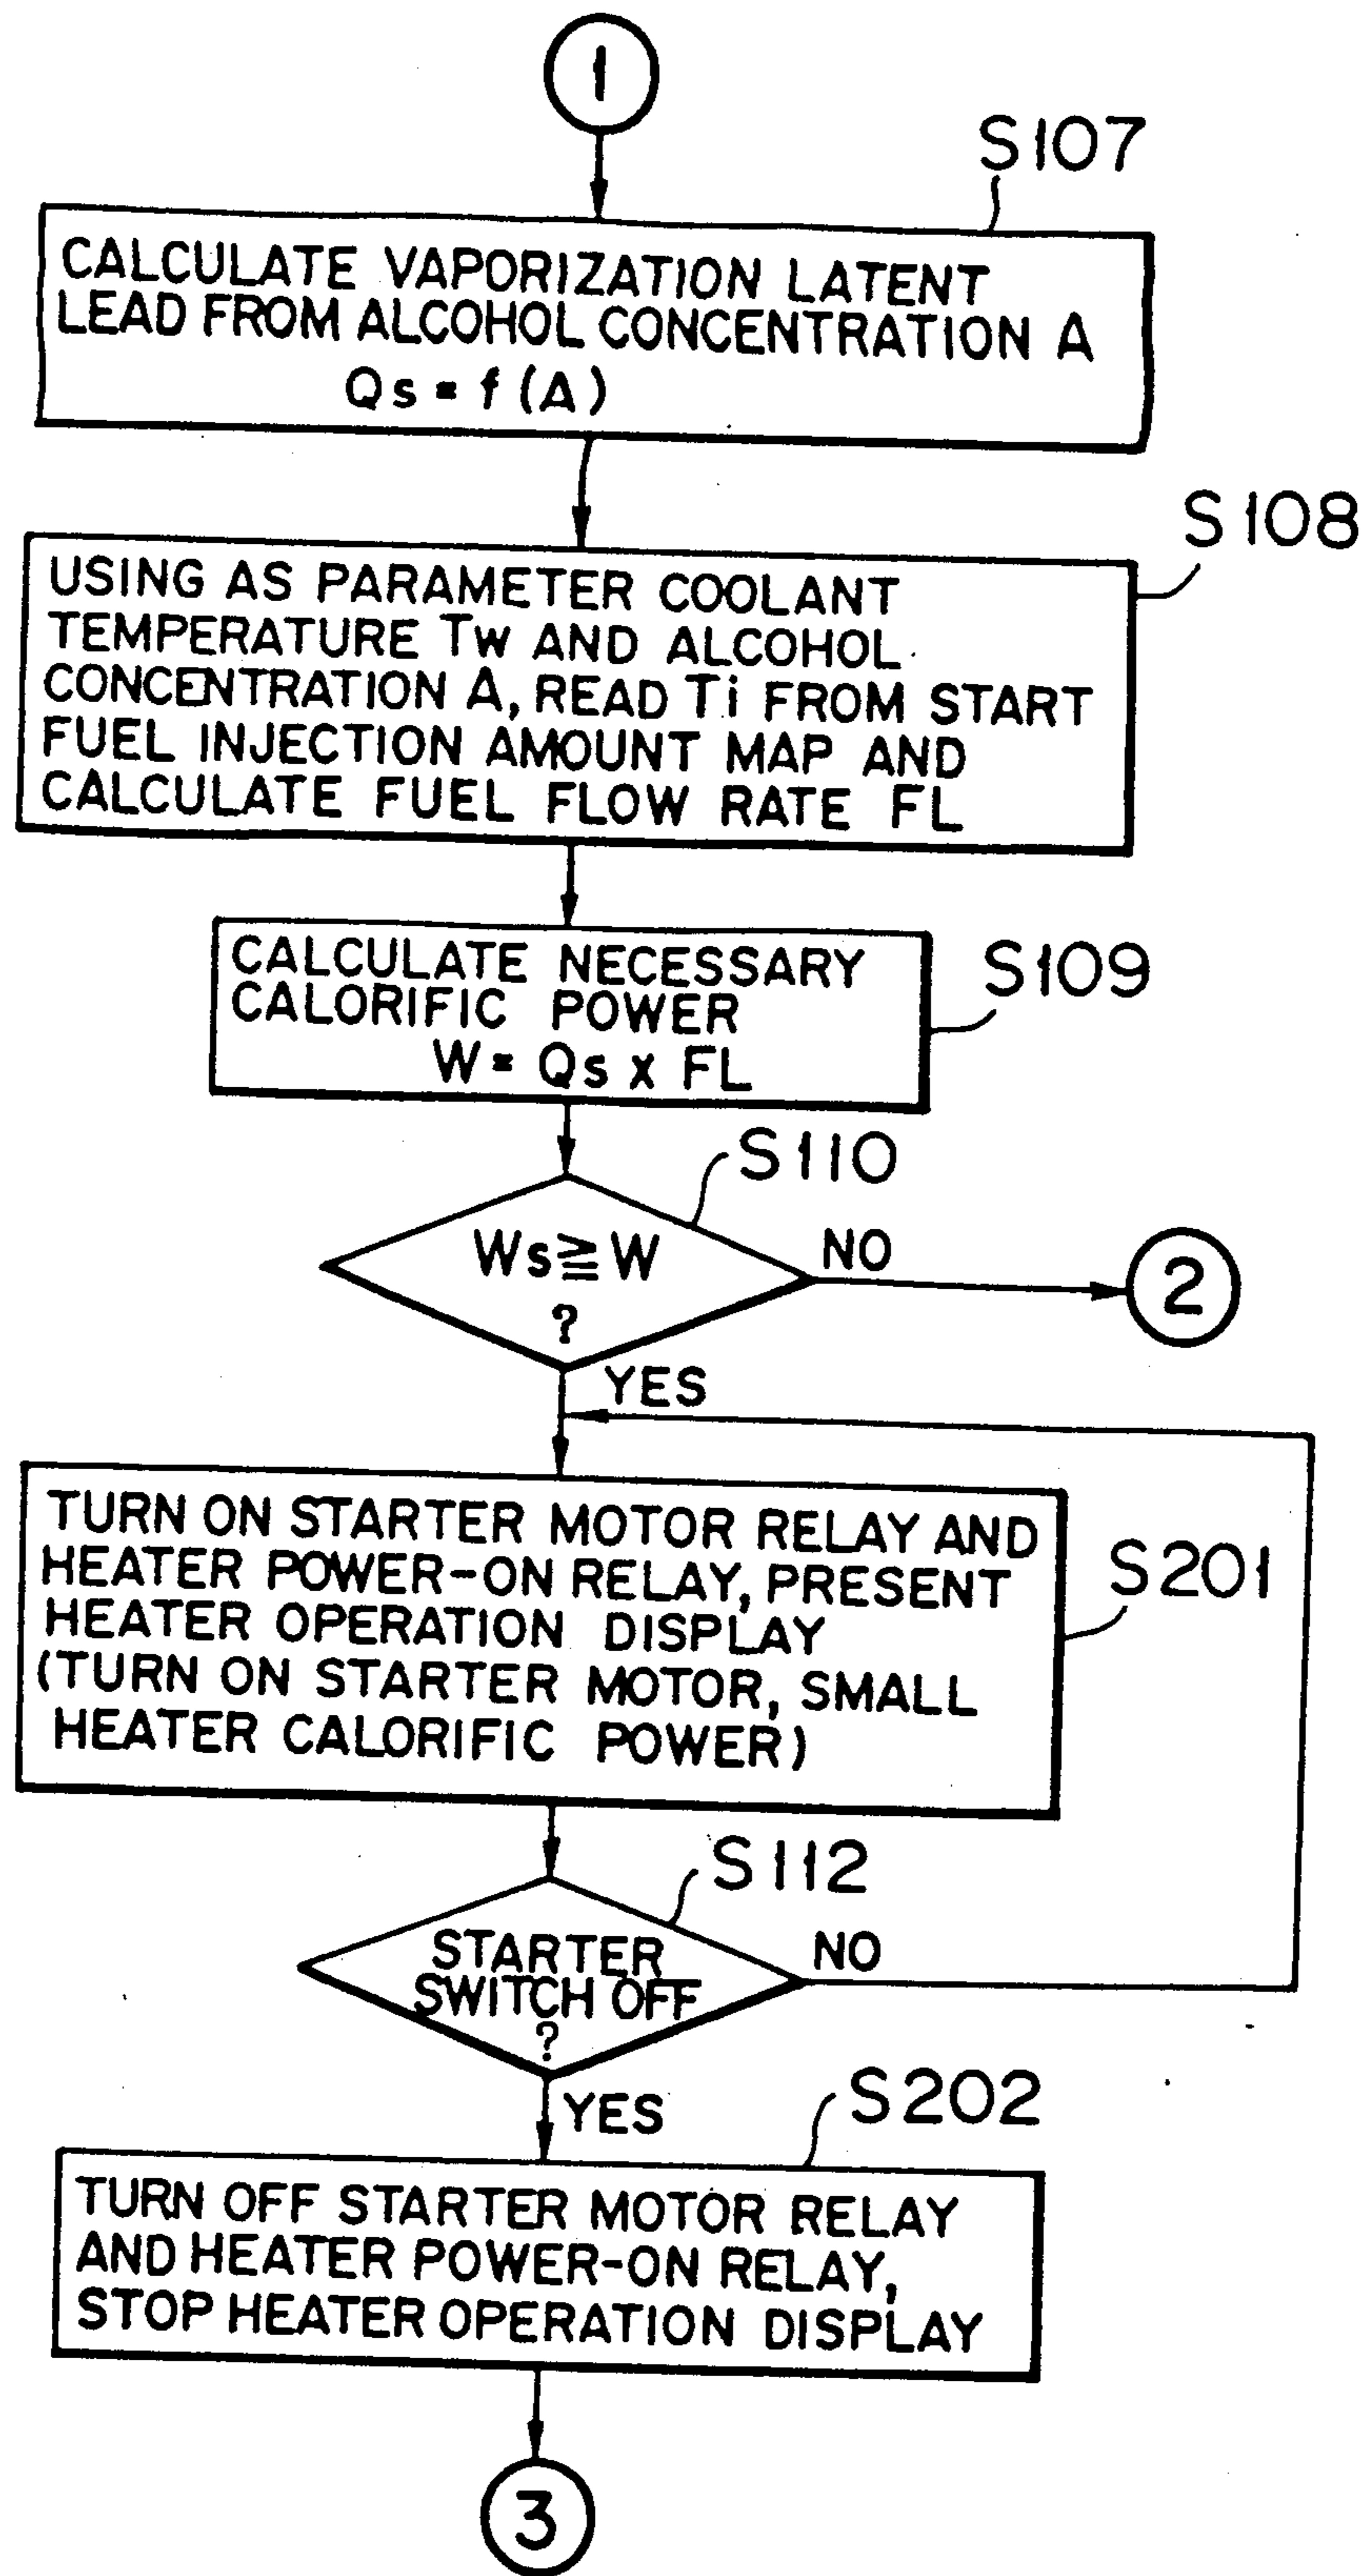 1
S107
CALCULATE VAPORIZATION LATENT
LEAD FROM ALCOHOL CONCENTRATION A
Qs = f (A)
S108
USING AS PARAMETER COOLANT
TEMPERATURE Tw AND ALCOHOL
CONCENTRATION A, READ Ti FROM START
FUEL INJECTION AMOUNT MAP AND
CALCULATE FUEL FLOW RATE FL
S109
CALCULATE NECESSARY
CALORIFIC POWER
W = Qs x FL
S110
Ws ≧ W
?
NO
2
YES
S201
TURN ON STARTER MOTOR RELAY AND
HEATER POWER-ON RELAY, PRESENT
HEATER OPERATION DISPLAY
(TURN ON STARTER MOTOR, SMALL
HEATER CALORIFIC POWER)
S112
STARTER
SWITCH OFF
?
NO
YES
S202
TURN OFF STARTER MOTOR RELAY
AND HEATER POWER-ON RELAY,
STOP HEATER OPERATION DISPLAY
3